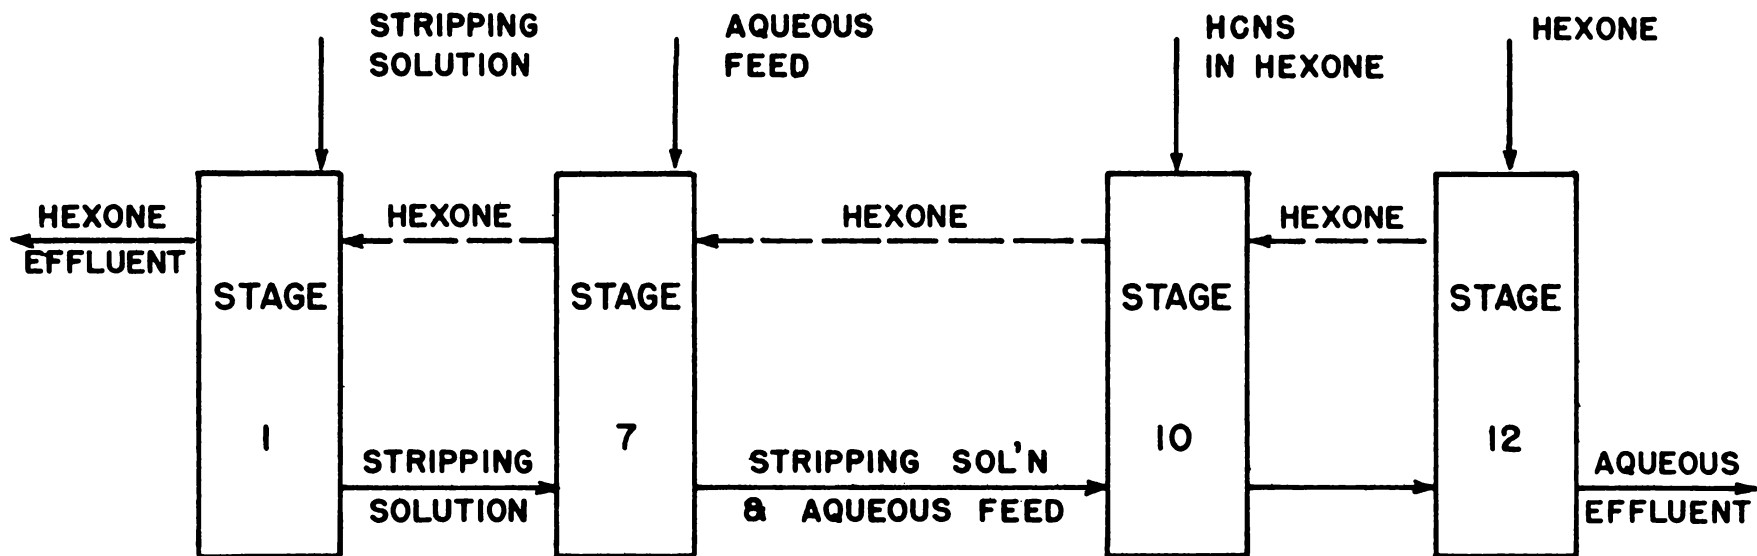 STRIPPING
SOLUTION
AQUEOUS
FEED
HCNS
IN HEXONE
HEXONE
HEXONE
EFFLUENT
HEXONE
HEXONE
HEXONE
STAGE
1
STAGE
7
STAGE
10
STAGE
12
STRIPPING
SOLUTION
STRIPPING SOL'N
& AQUEOUS FEED
AQUEOUS
EFFLUENT